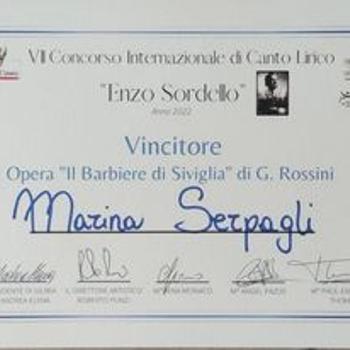 VII Concorso Internazionale di Canto Lirico
"Enzo Sordello"
Anno 2022
Vincitore
Opera "Il Barbiere di Siviglia" di G. Rossini
Marina Serpagli
IL DIRETTORE ARTISTICO
ROBERTO PUNZI